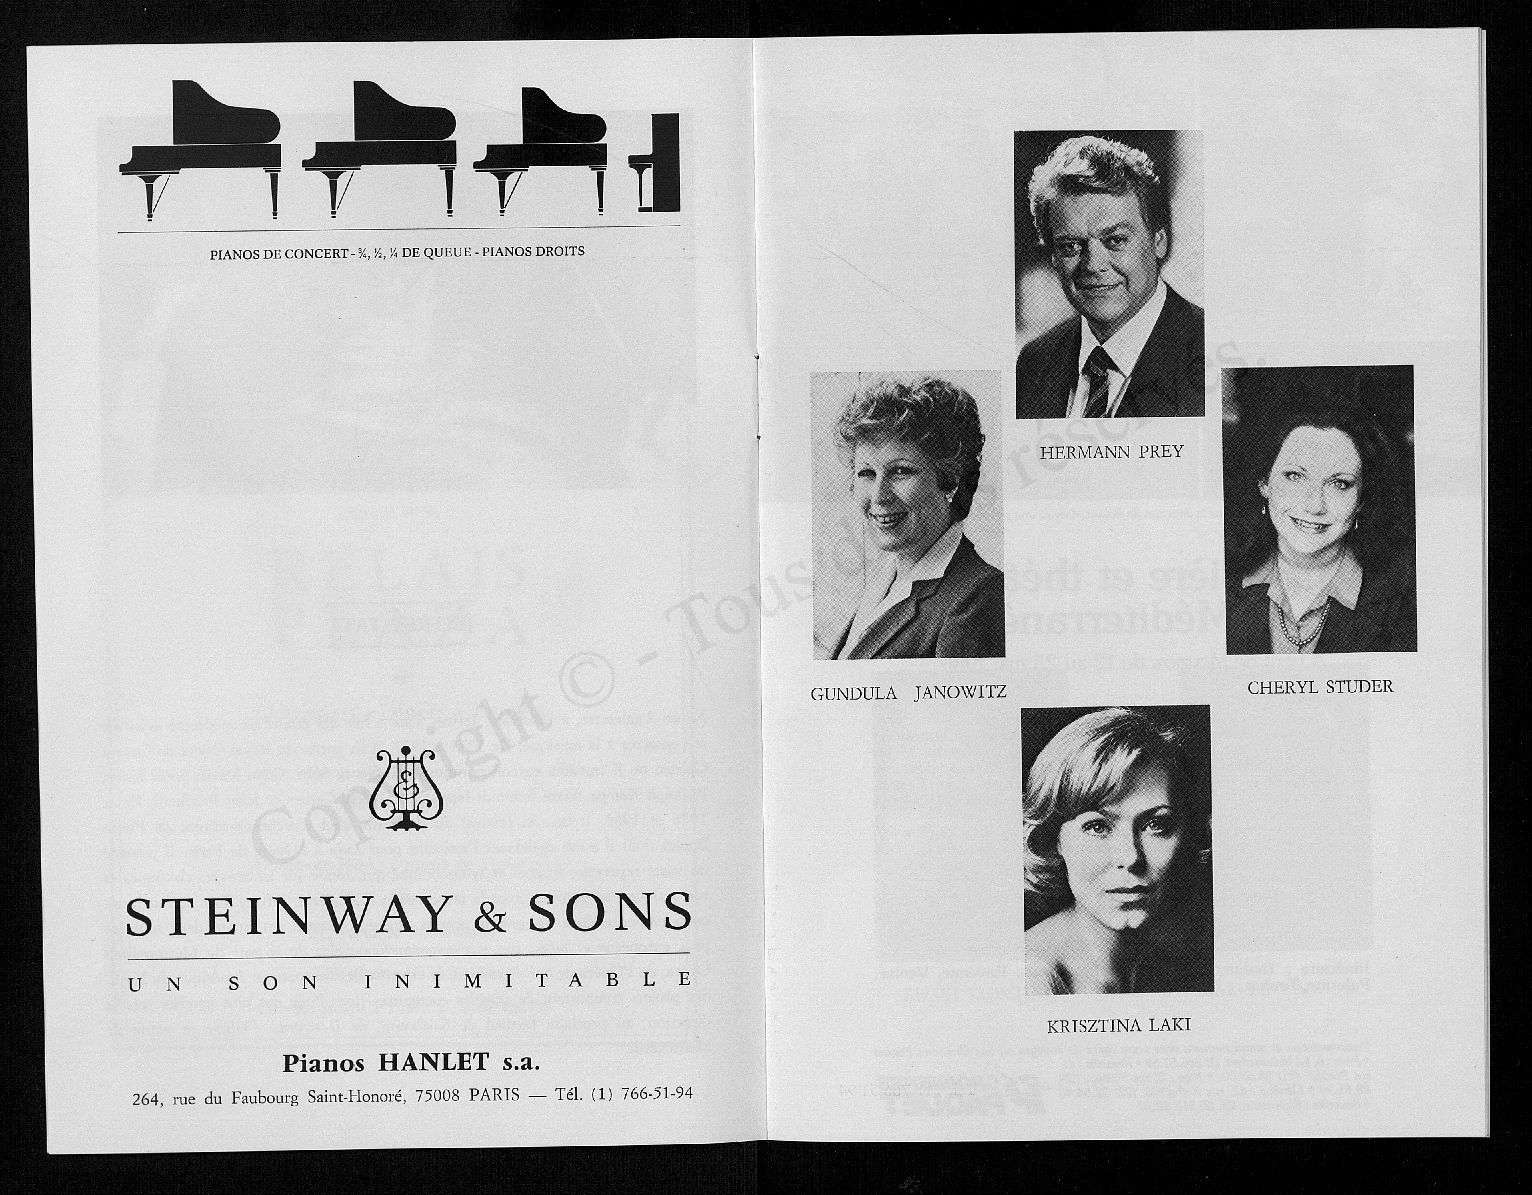 PIANOS DE CONCERT - ¾, ½, ¼ DE QUEUE - PIANOS DROITS
STEINWAY & SONS
UN SON INIMITABLE
Pianos HANLET s.a.
264, rue du Faubourg Saint-Honoré, 75008 PARIS — Tél. (1) 766-51-94
HERMANN PREY
GUNDULA JANOWITZ
CHERYL STUDER
KRISZTINA LAKI
Copyright © - Tous